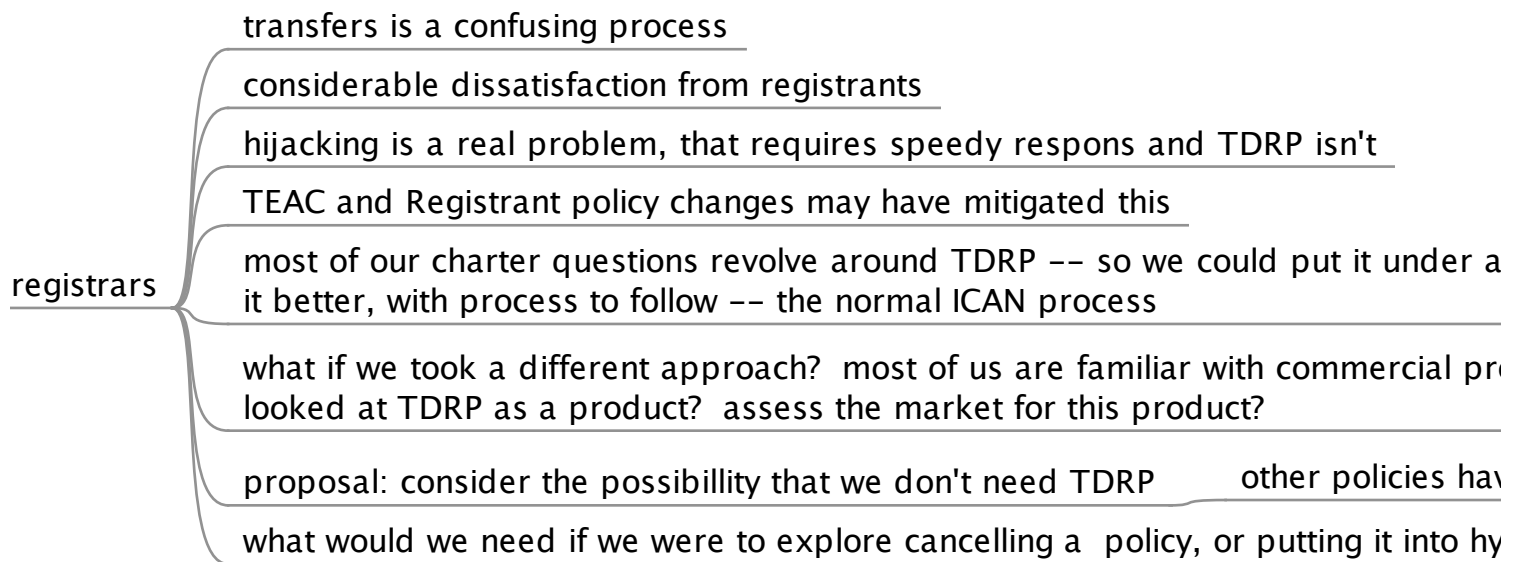 transfers is a confusing process
considerable dissatisfaction from registrants
hijacking is a real problem, that requires speedy respons and TDRP isn't
TEAC and Registrant policy changes may have mitigated this
registrars
most of our charter questions revolve around TDRP -- so we could put it under a
it better, with process to follow -- the normal ICAN process
what if we took a different approach?  most of us are familiar with commercial
looked at TDRP as a product?  assess the market for this product?
proposal: consider the possibillity that we don't need TDRP
other policies
what would we need if we were to explore cancelling a  policy, or putting it into